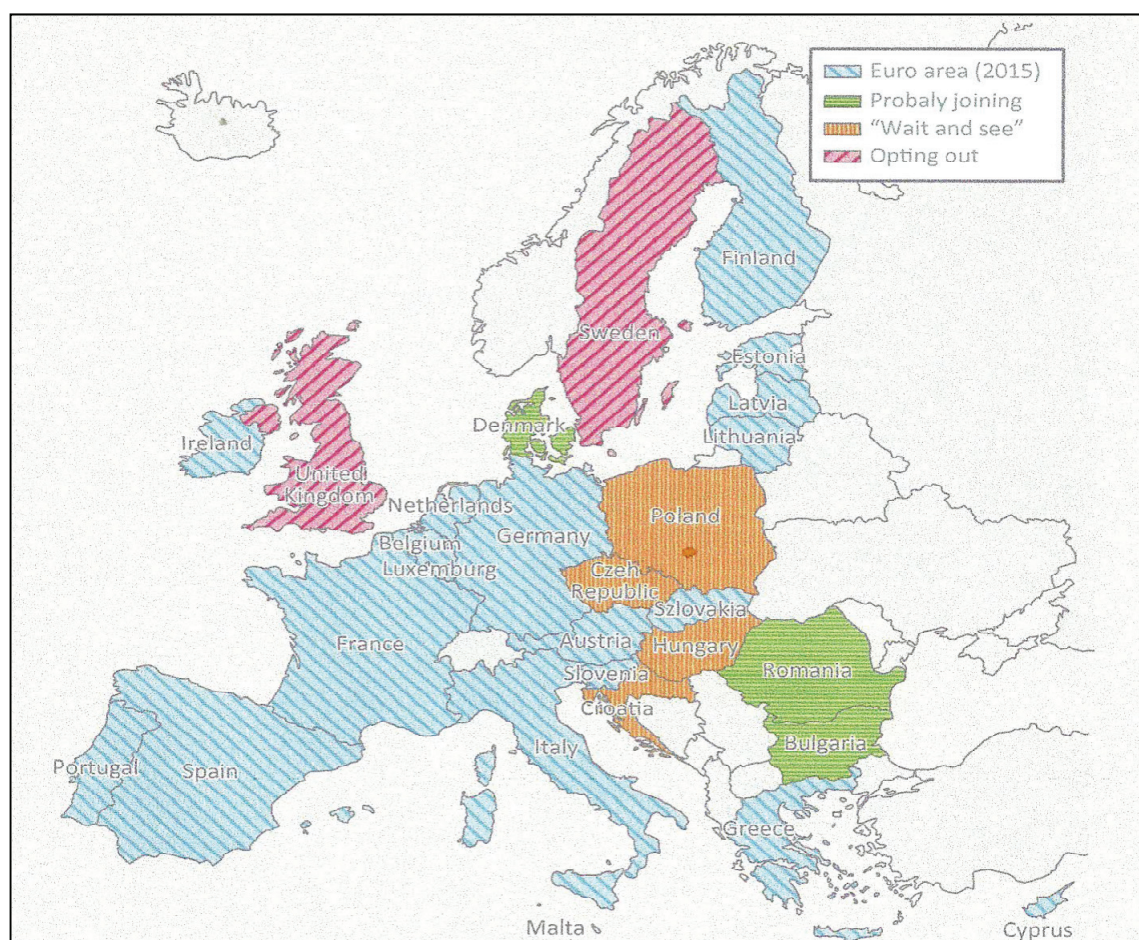 Euro area (2015)
Probaly joining
"Wait and see"
Opting out
Finland
Sweden
Estonia
Latvia
Lithuania
Denmark
Ireland
United
Kingdom
Netherlands
Belgium
Luxemburg
Germany
Poland
Czeh
Republic
Szlovakia
France
Austria
Hungary
Slovenia
Croatia
Romania
Bulgaria
Italy
Portugal
Spain
Greece
Malta
Cyprus